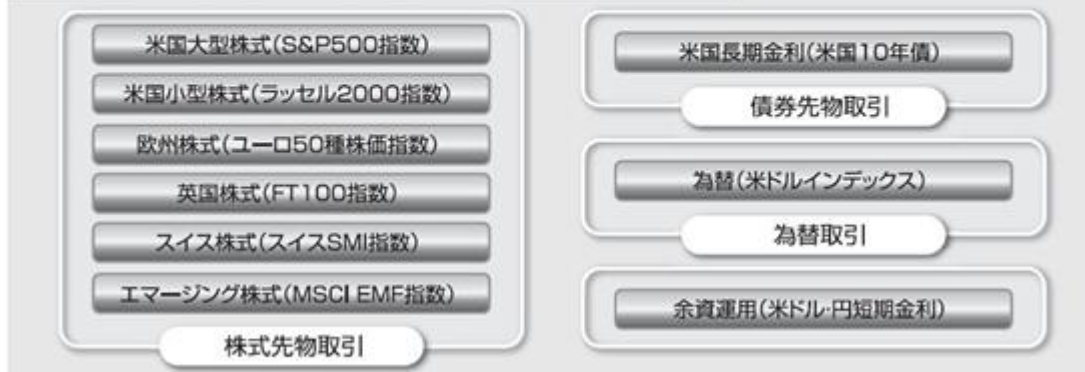 米国大型株式(S&P500指数)
米国小型株式(ラッセル2000指数)
欧州株式(ユーロ50種株価指数)
英国株式(FT100指数)
スイス株式(スイスSMI指数)
エマージング株式(MSCI EMF指数)
株式先物取引
米国長期金利(米国10年債)
債券先物取引
為替(米ドルインデックス)
為替取引
余資運用(米ドル・円短期金利)